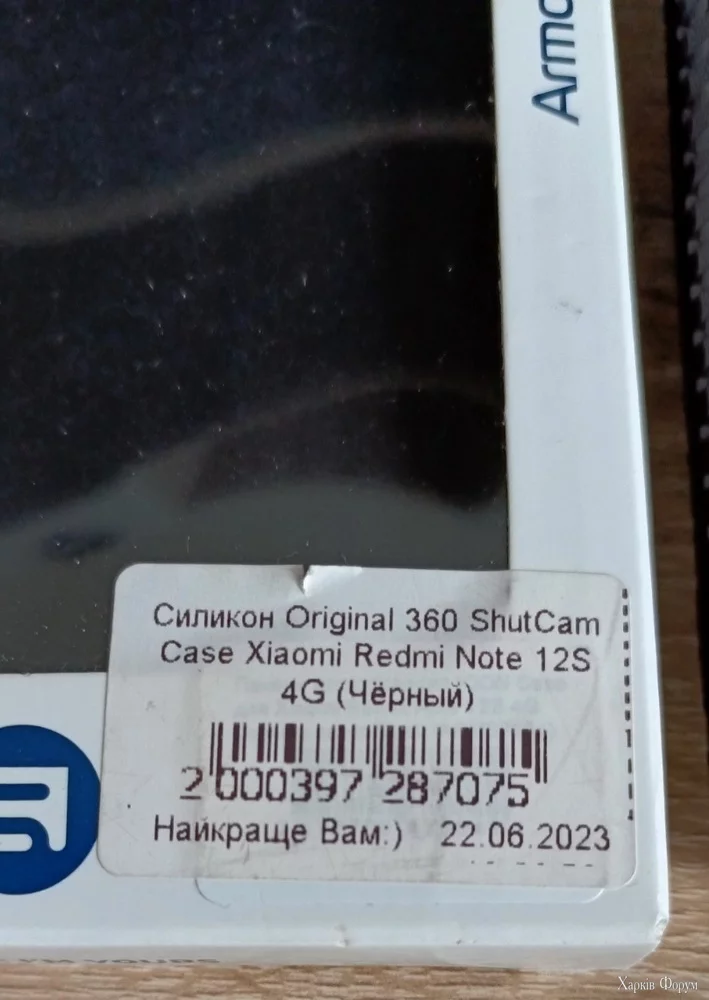 Силикон Original 360 ShutCam
Case Xiaomi Redmi Note 12S
4G (Чёрный)
2 000397 287075
Найкраще Вам:) 22.06.2023
Харків Форум